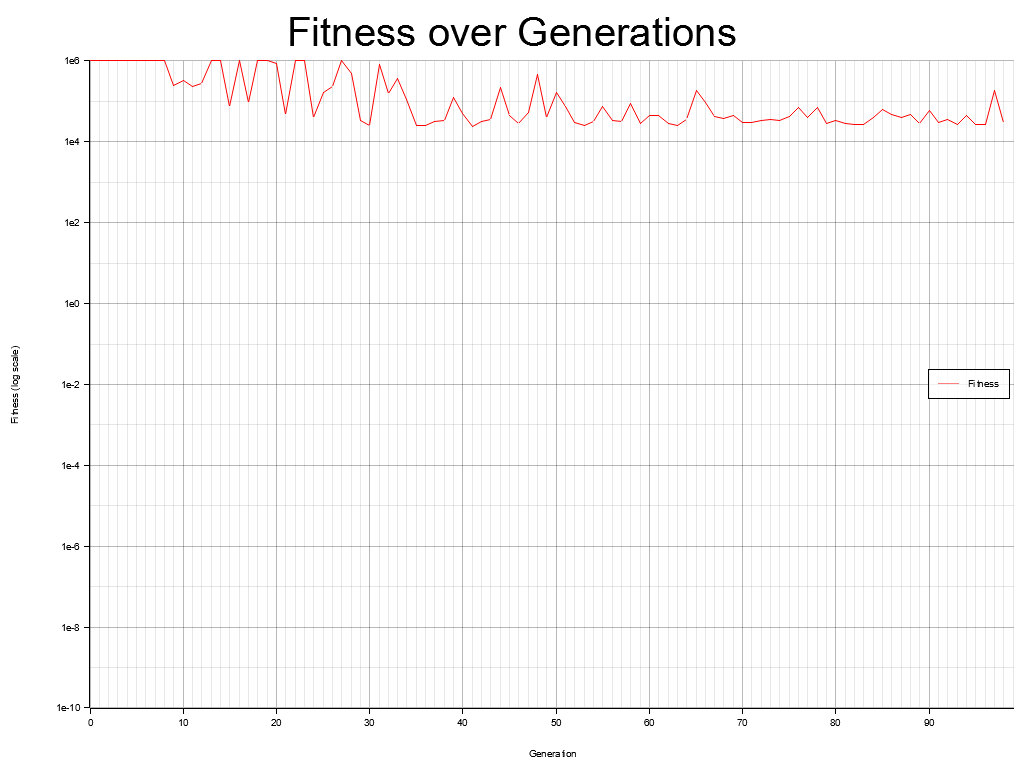 Fitness over Generations
1e6
1e4
1e2
1e0
1e-2
1e-4
1e-6
1e-8
1e-10
Fitness (log scale)
Fitness
0 10 20 30 40 50 60 70 80 90
Generation